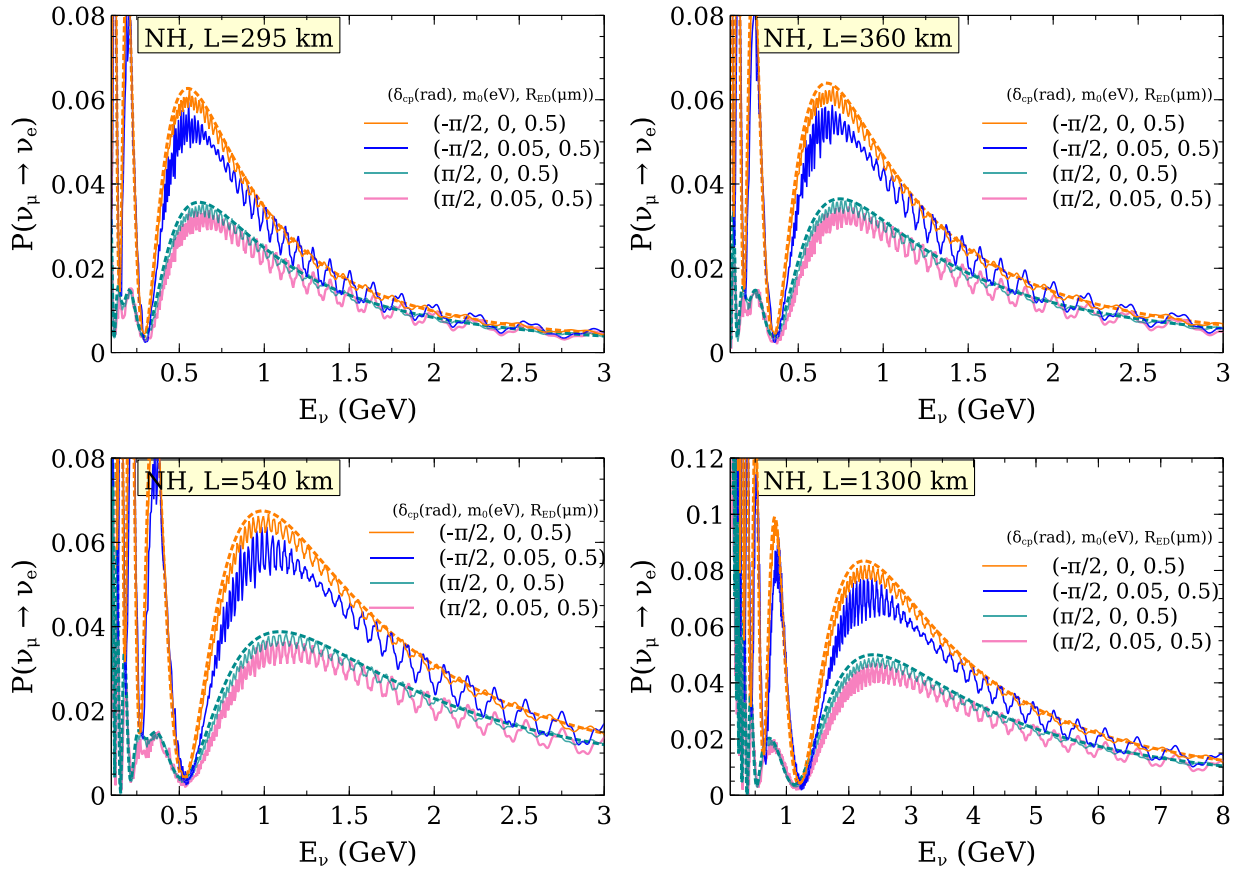 NH, L=295 km
(δcp(rad), m0(eV), RED(μm))
(-π/2, 0, 0.5)
(-π/2, 0.05, 0.5)
(π/2, 0, 0.5)
(π/2, 0.05, 0.5)
P(νμ → νe)
0.08
0.06
0.04
0.02
0
0.5 1 1.5 2 2.5 3
Eν (GeV)
NH, L=360 km
(δcp(rad), m0(eV), RED(μm))
(-π/2, 0, 0.5)
(-π/2, 0.05, 0.5)
(π/2, 0, 0.5)
(π/2, 0.05, 0.5)
P(νμ → νe)
0.08
0.06
0.04
0.02
0
0.5 1 1.5 2 2.5 3
Eν (GeV)
NH, L=540 km
(δcp(rad), m0(eV), RED(μm))
(-π/2, 0, 0.5)
(-π/2, 0.05, 0.5)
(π/2, 0, 0.5)
(π/2, 0.05, 0.5)
P(νμ → νe)
0.08
0.06
0.04
0.02
0
0.5 1 1.5 2 2.5 3
Eν (GeV)
NH, L=1300 km
(δcp(rad), m0(eV), RED(μm))
(-π/2, 0, 0.5)
(-π/2, 0.05, 0.5)
(π/2, 0, 0.5)
(π/2, 0.05, 0.5)
P(νμ → νe)
0.12
0.1
0.08
0.06
0.04
0.02
0
1 2 3 4 5 6 7 8
Eν (GeV)